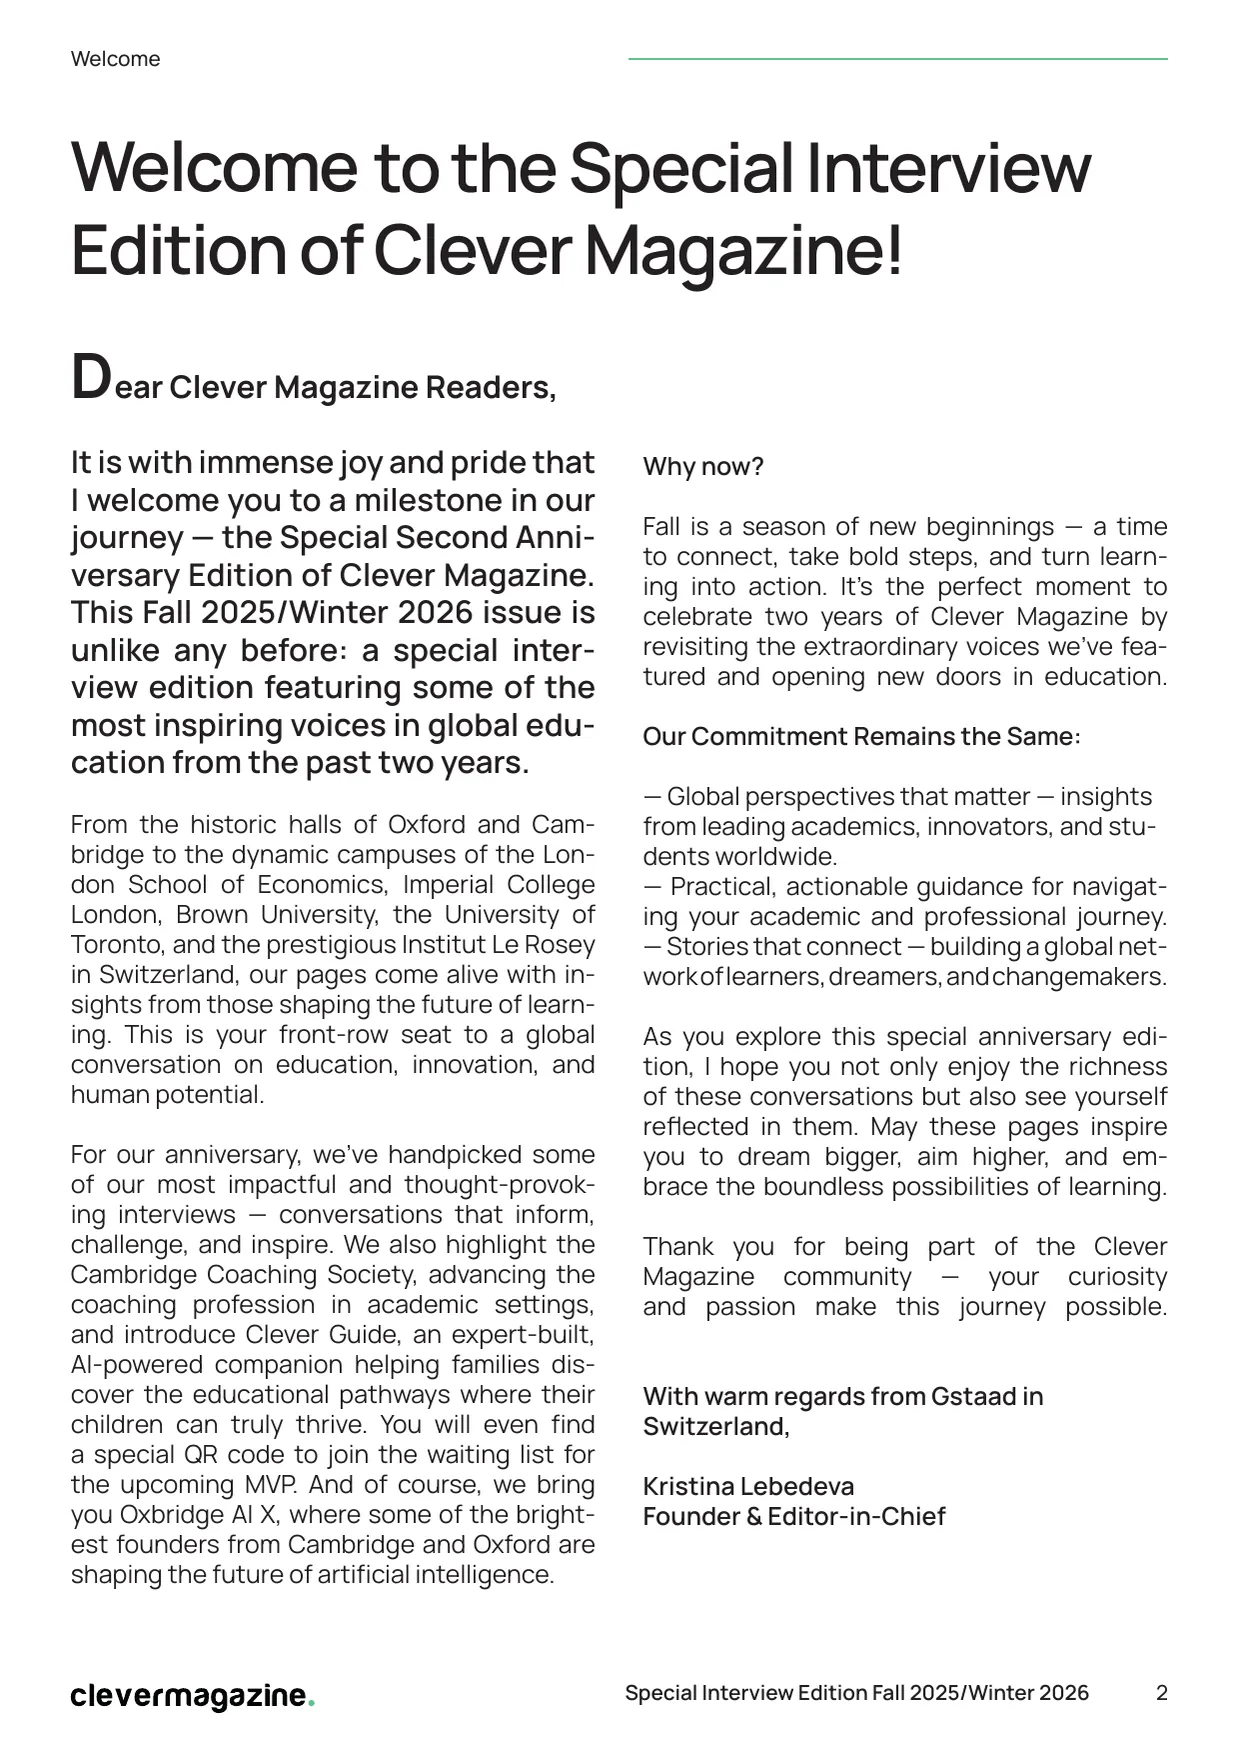 Welcome
Welcome to the Special Interview
Edition of Clever Magazine!
Dear Clever Magazine Readers,
It is with immense joy and pride that
I welcome you to a milestone in our
journey — the Special Second Anni-
versary Edition of Clever Magazine.
This Fall 2025/Winter 2026 issue is
unlike any before: a special inter-
view edition featuring some of the
most inspiring voices in global edu-
cation from the past two years.
From the historic halls of Oxford and Cam-
bridge to the dynamic campuses of the Lon-
don School of Economics, Imperial College
London, Brown University, the University of
Toronto, and the prestigious Institut Le Rosey
in Switzerland, our pages come alive with in-
sights from those shaping the future of learn-
ing. This is your front-row seat to a global
conversation on education, innovation, and
human potential.
For our anniversary, we’ve handpicked some
of our most impactful and thought-provok-
ing interviews — conversations that inform,
challenge, and inspire. We also highlight the
Cambridge Coaching Society, advancing the
coaching profession in academic settings,
and introduce Clever Guide, an expert-built,
AI-powered companion helping families dis-
cover the educational pathways where their
children can truly thrive. You will even find
a special QR code to join the waiting list for
the upcoming MVP. And of course, we bring
you Oxbridge AI X, where some of the bright-
est founders from Cambridge and Oxford are
shaping the future of artificial intelligence.
Why now?
Fall is a season of new beginnings — a time
to connect, take bold steps, and turn learn-
ing into action. It’s the perfect moment to
celebrate two years of Clever Magazine by
revisiting the extraordinary voices we’ve fea-
tured and opening new doors in education.
Our Commitment Remains the Same:
— Global perspectives that matter — insights
from leading academics, innovators, and stu-
dents worldwide.
— Practical, actionable guidance for navigat-
ing your academic and professional journey.
— Stories that connect — building a global net-
work of learners, dreamers, and changemakers.
As you explore this special anniversary edi-
tion, I hope you not only enjoy the richness
of these conversations but also see yourself
reflected in them. May these pages inspire
you to dream bigger, aim higher, and em-
brace the boundless possibilities of learning.
Thank you for being part of the Clever
Magazine community — your curiosity
and passion make this journey possible.
With warm regards from Gstaad in
Switzerland,
Kristina Lebedeva
Founder & Editor-in-Chief
clevermagazine.
Special Interview Edition Fall 2025/Winter 2026
2